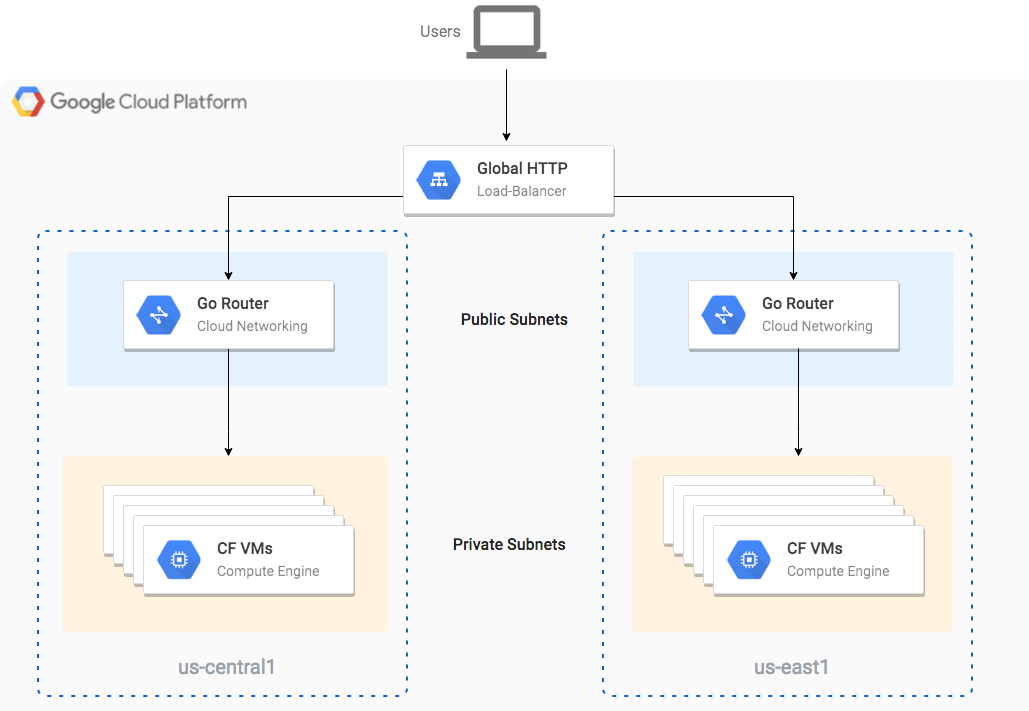 Users
Google Cloud Platform
Global HTTP
Load-Balancer
Go Router
Cloud Networking
Public Subnets
Go Router
Cloud Networking
CF VMs
Compute Engine
Private Subnets
CF VMs
Compute Engine
us-central1
us-east1